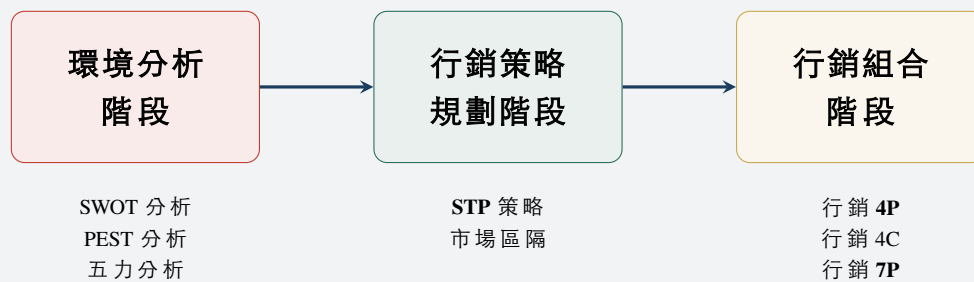 環境分析
階段
行銷策略
規劃階段
行銷組合
階段
SWOT 分析
PEST 分析
五力分析
STP 策略
市場區隔
行銷 4P
行銷 4C
行銷 7P